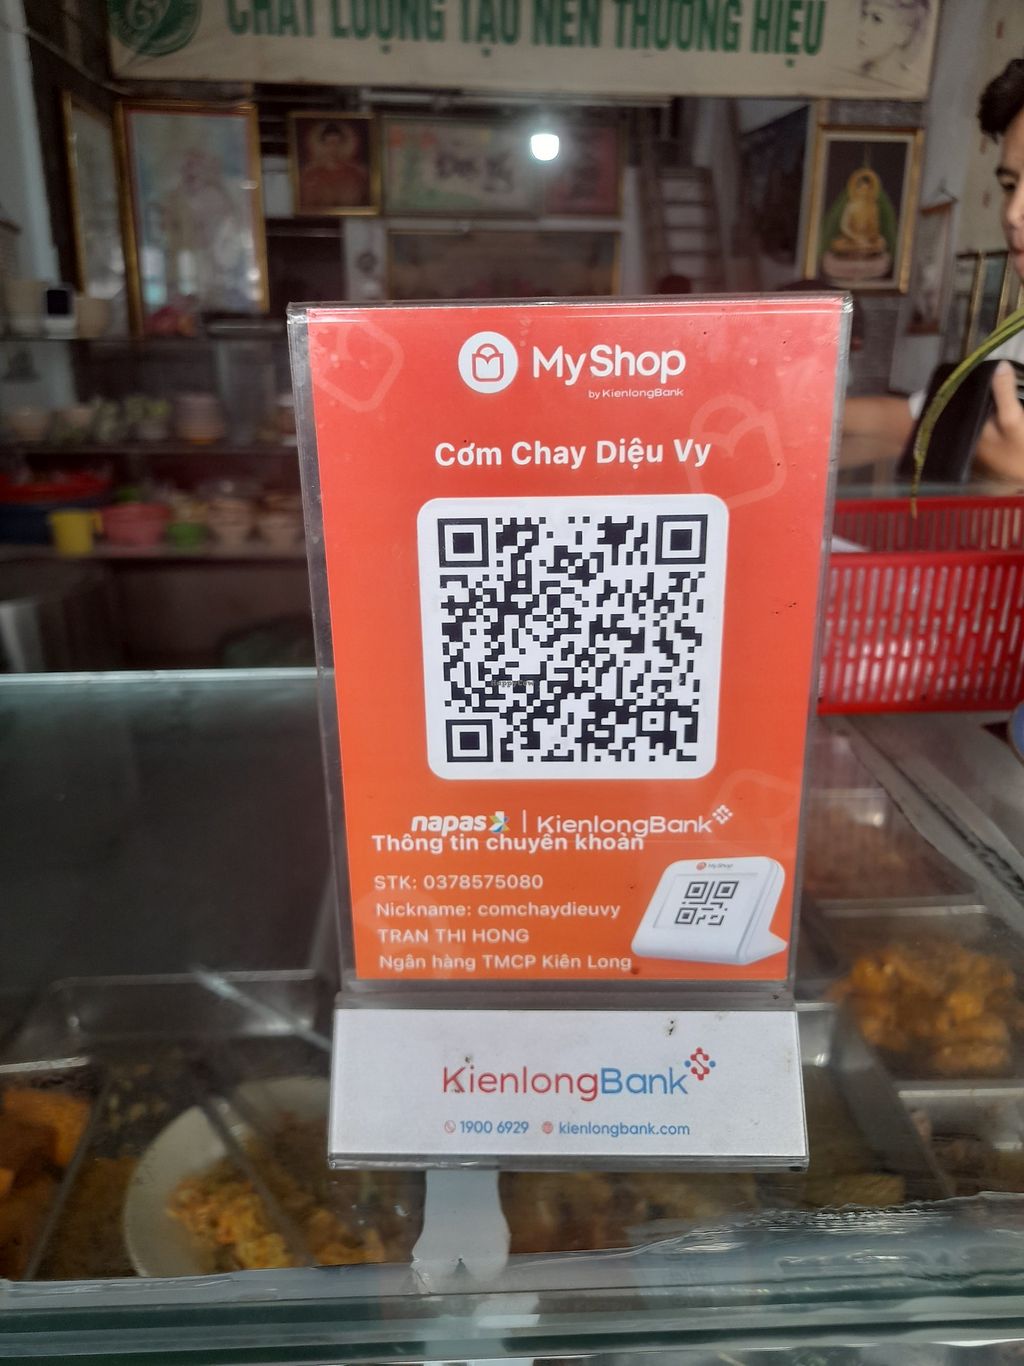 CHẤT LƯỢNG TẠO NÊN THƯƠNG HIỆU
MyShop
by KienlongBank
Cơm Chay Diệu Vy
HappyCow
napas | KienlongBank
Thông tin chuyển khoản
MyShop
STK: 0378575080
Nickname: comchaydieuvy
TRAN THI HONG
Ngân hàng TMCP Kiên Long
KienlongBank
1900 6929 kienlongbank.com